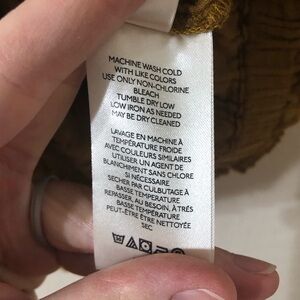 MACHINE WASH COLD
WITH LIKE COLORS
USE ONLY NON-CHLORINE
BLEACH
TUMBLE DRY LOW
LOW IRON AS NEEDED
MAY BE DRY CLEANED
LAVAGE EN MACHINE À
TEMPÉRATURE FROIDE
AVEC COULEURS SIMILAIRES
UTILISER UN AGENT DE
BLANCHIMENT SANS CHLORE
SI NÉCESSAIRE
SÉCHER PAR CULBUTAGE À
BASSE TEMPÉRATURE
REPASSER, AU BESOIN, À TRÉS
BASSE TEMPÉRATURE
PEUT-ÊTRE ÊTRE NETTOYÉE
SEC